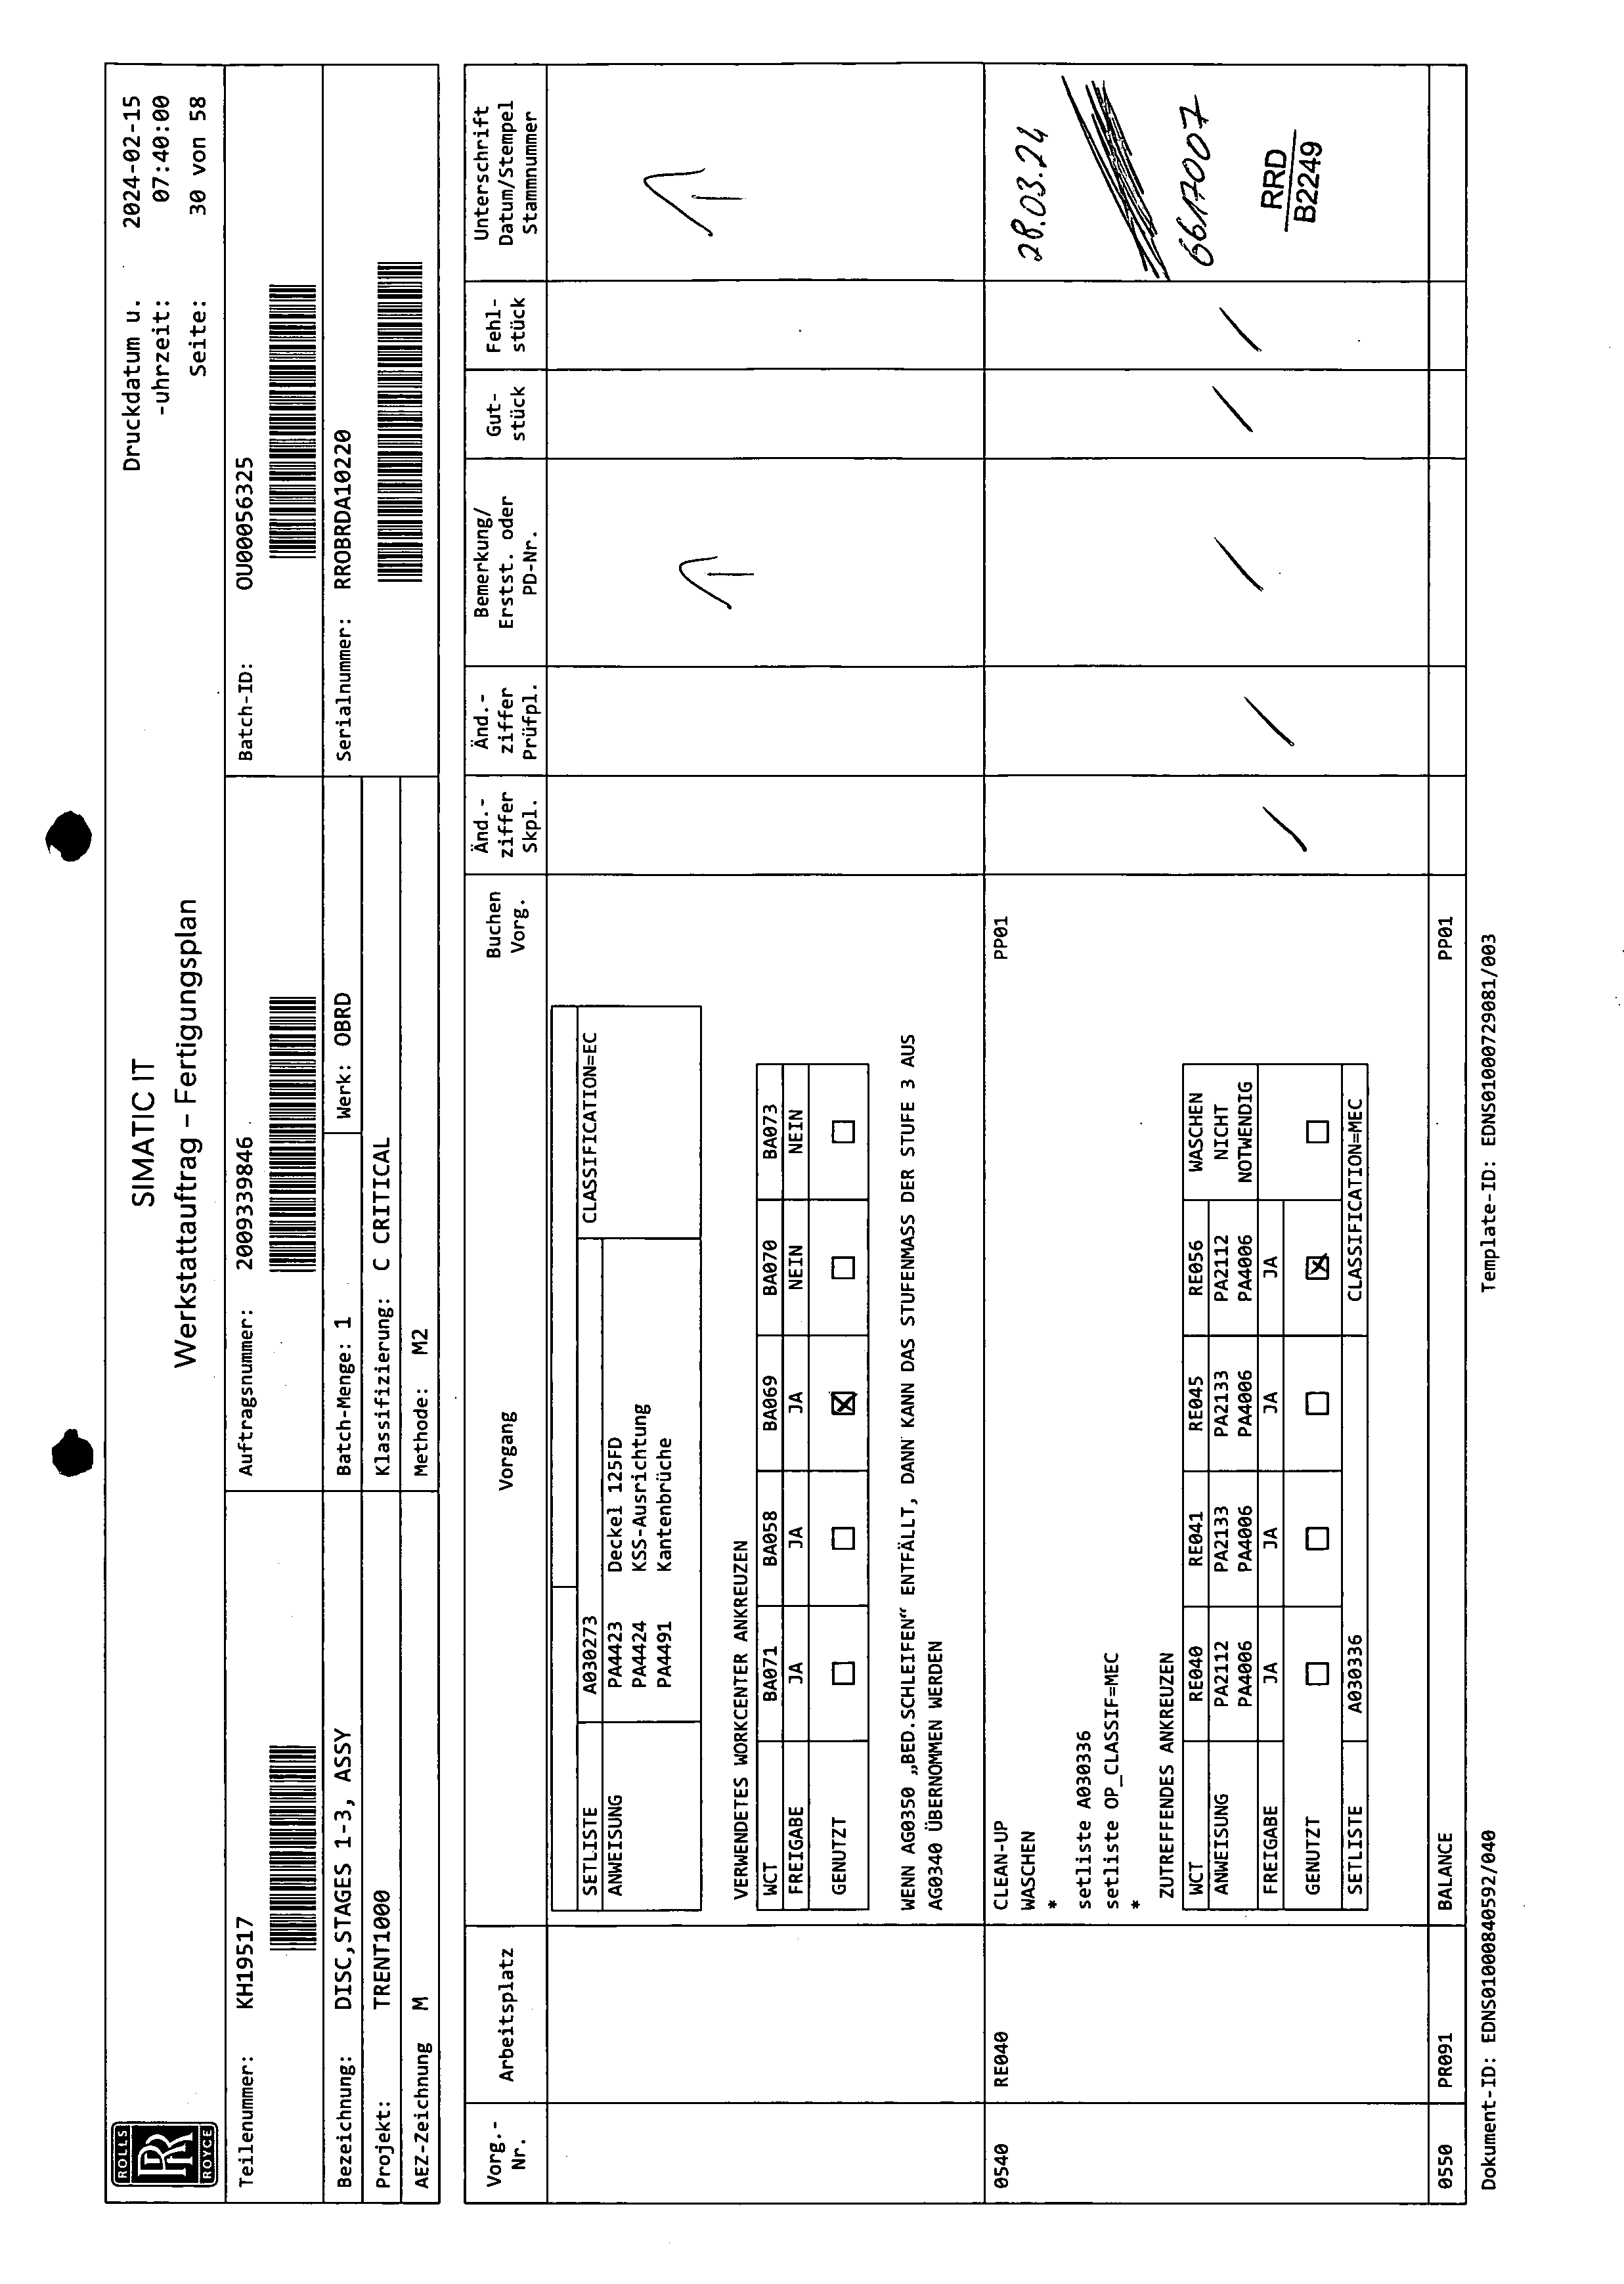 ROLLS
RR
ROYCE
SIMATIC IT
Werkstattauftrag – Fertigungsplan
Druckdatum u. 2024-02-15
-uhrzeit: 07:40:00
Seite: 30 von 58
Teilenummer: KH19517
Auftragsnummer: 2009339846
Batch-ID: OU00056325
Bezeichnung: DISC,STAGES 1-3, ASSY
Batch-Menge: 1
Werk: OBRD
Serialnummer: RROBRDA10220
Projekt: TRENT1000
Klassifizierung: C CRITICAL
AEZ-Zeichnung M
Methode: M2
Vorg.-
Nr.
Arbeitsplatz
Vorgang
Buchen
Vorg.
Änd.-
ziffer
Skpl.
Änd.-
ziffer
Prüfpl.
Bemerkung/
Erstst. oder
PD-Nr.
Gut-
stück
Fehl-
stück
Unterschrift
Datum/Stempel
Stammnummer
SETLISTE A030273 CLASSIFICATION=EC
ANWEISUNG PA4423 Deckel 125FD
PA4424 KSS-Ausrichtung
PA4491 Kantenbrüche
VERWENDETES WORKCENTER ANKREUZEN
WCT BA071 BA058 BA069 BA070 BA073
FREIGABE JA JA JA NEIN NEIN
GENUTZT ☐ ☐ ☒ ☐ ☐
WENN AG0350 „BED.SCHLEIFEN“ ENTFÄLLT, DANN KANN DAS STUFENMASS DER STUFE 3 AUS
AG0340 ÜBERNOMMEN WERDEN
0540 RE040 CLEAN-UP PP01
WASCHEN
*
setliste A030336
setliste OP_CLASSIF=MEC
*
ZUTREFFENDES ANKREUZEN
WCT RE040 RE041 RE045 RE056 WASCHEN
NICHT
NOTWENDIG
ANWEISUNG PA2112 PA2133 PA2133 PA2112
PA4006 PA4006 PA4006 PA4006
FREIGABE JA JA JA JA
GENUTZT ☐ ☐ ☐ ☒ ☐
SETLISTE A030336 CLASSIFICATION=MEC
28.03.24
6617007
RRD
B2249
0550 PR091 BALANCE PP01
Dokument-ID: EDNS01000840592/040
Template-ID: EDNS01000729081/003